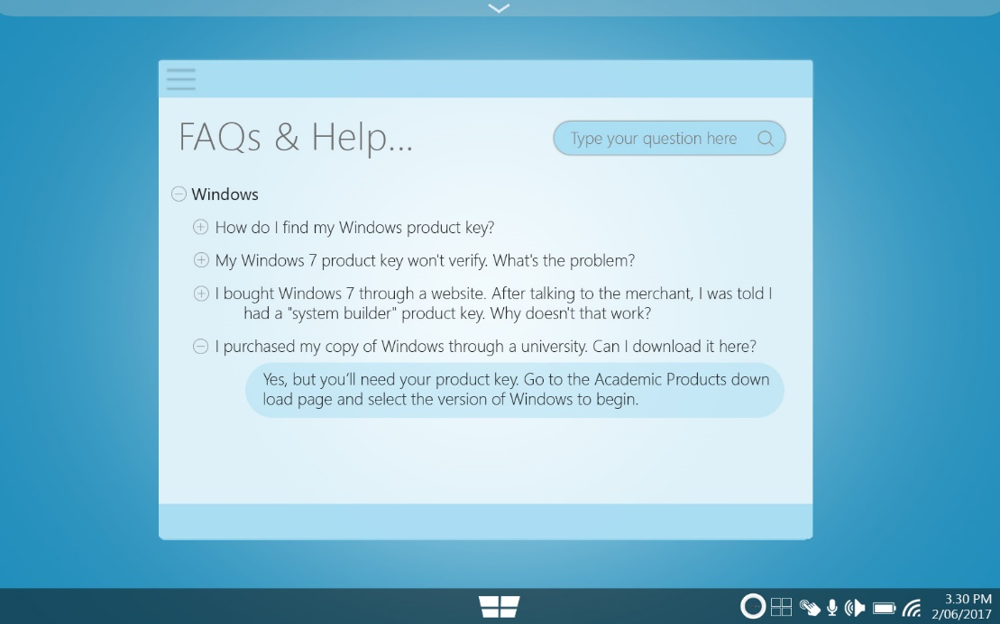 FAQs & Help...
Type your question here
Windows
How do I find my Windows product key?
My Windows 7 product key won't verify. What's the problem?
I bought Windows 7 through a website. After talking to the merchant, I was told I
had a "system builder" product key. Why doesn't that work?
I purchased my copy of Windows through a university. Can I download it here?
Yes, but you’ll need your product key. Go to the Academic Products down
load page and select the version of Windows to begin.
3.30 PM
2/06/2017